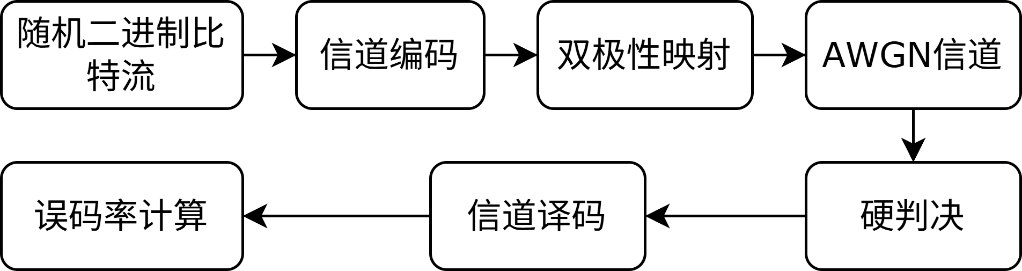 随机二进制比
特流
信道编码
双极性映射
AWGN信道
误码率计算
信道译码
硬判决